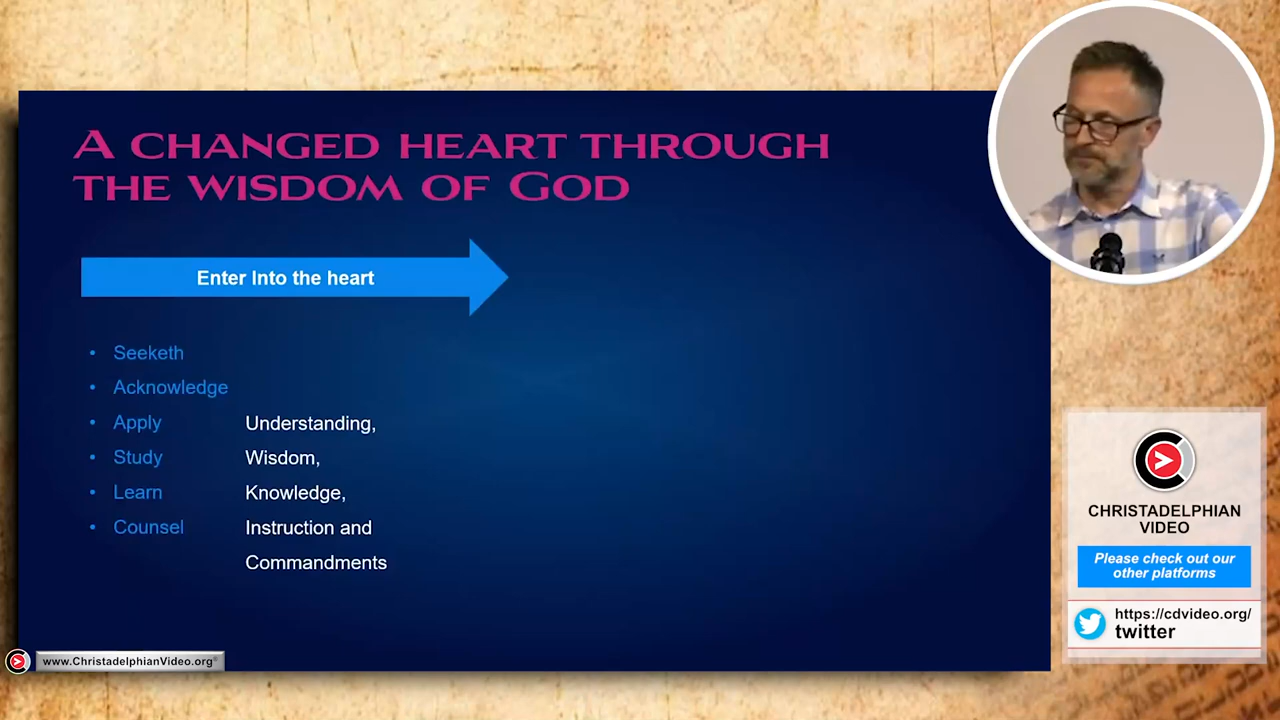 A CHANGED HEART THROUGH
THE WISDOM OF GOD
Enter Into the heart
• Seeketh
• Acknowledge
• Apply Understanding,
• Study Wisdom,
• Learn Knowledge,
• Counsel Instruction and
Commandments
CHRISTADELPHIAN
VIDEO
Please check out our
other platforms
https://cdvideo.org/
twitter
www.ChristadelphianVideo.org®